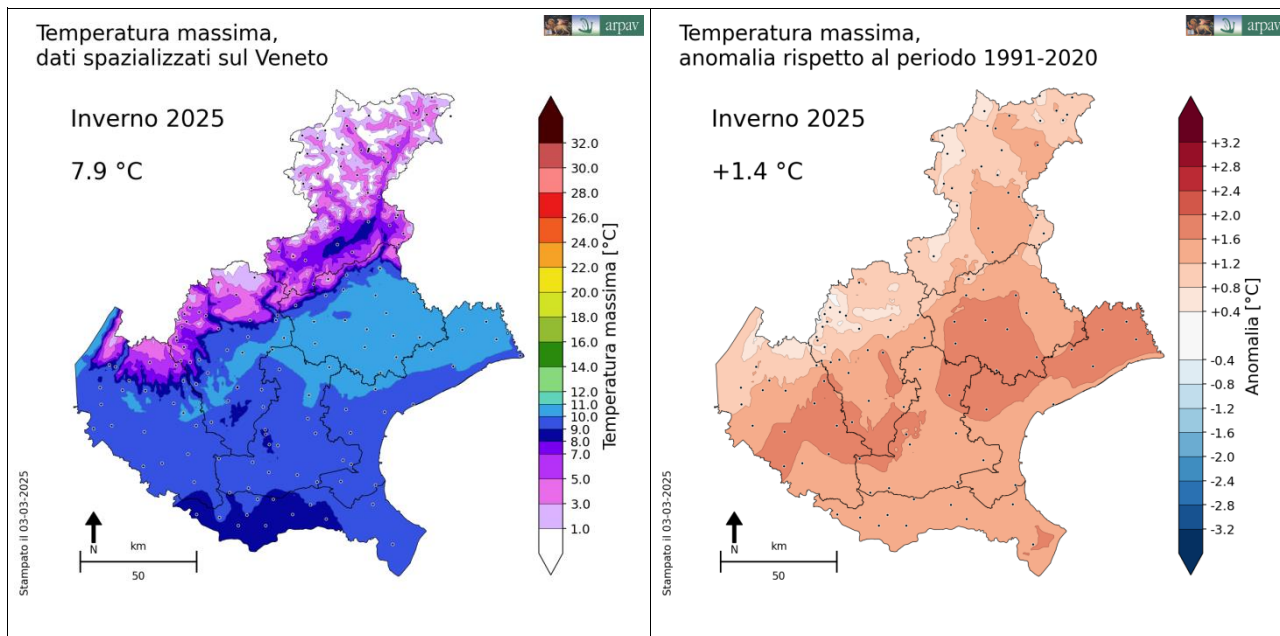 Temperatura massima,
dati spazializzati sul Veneto
arpav
Inverno 2025
7.9 °C
32.0
30.0
28.0
26.0
24.0
22.0
20.0
18.0
16.0
14.0
12.0
11.0
10.0
9.0
8.0
7.0
5.0
3.0
1.0
Temperatura massima [°C]
Stampato il 03-03-2025
N
km
50
Temperatura massima,
anomalia rispetto al periodo 1991-2020
arpav
Inverno 2025
+1.4 °C
+3.2
+2.8
+2.4
+2.0
+1.6
+1.2
+0.8
+0.4
-0.4
-0.8
-1.2
-1.6
-2.0
-2.4
-2.8
-3.2
Anomalia [°C]
Stampato il 03-03-2025
N
km
50